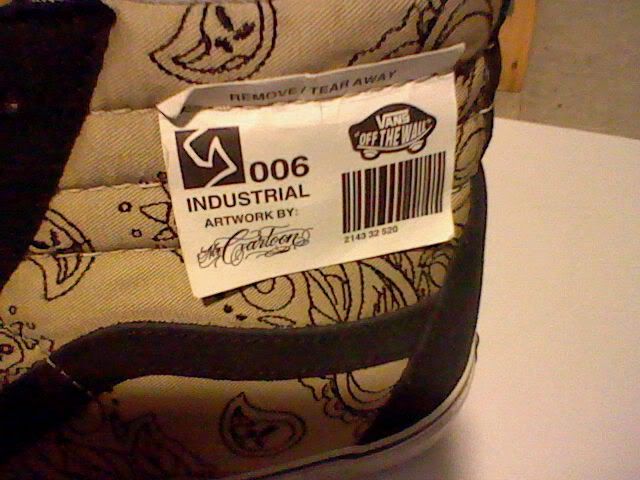 REMOVE / TEAR AWAY
006
INDUSTRIAL
ARTWORK BY:
Mr Cartoon
VANS
"OFF THE WALL"
2143 32 520